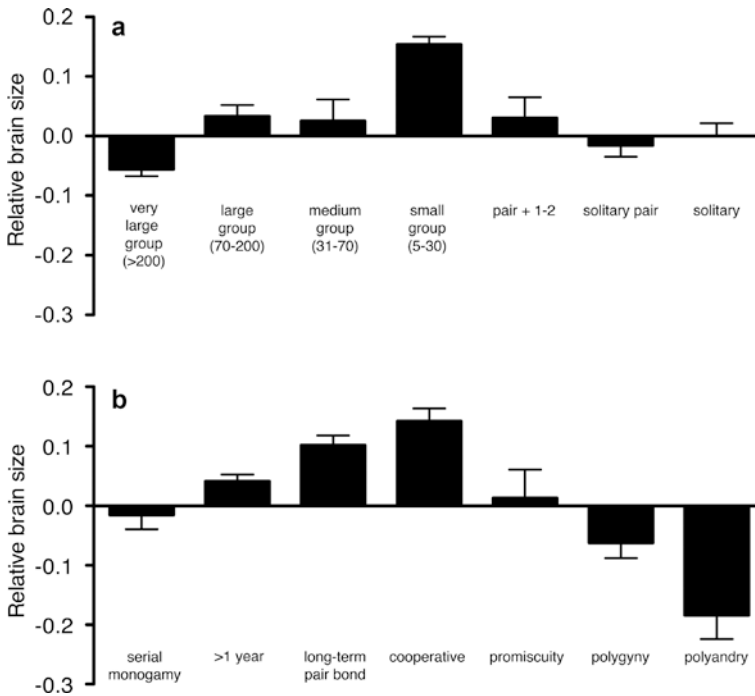 a
Relative brain size
0.2
0.1
0.0
-0.1
-0.2
-0.3
very
large
group
(>200)
large
group
(70-200)
medium
group
(31-70)
small
group
(5-30)
pair + 1-2
solitary pair
solitary
b
Relative brain size
0.2
0.1
0.0
-0.1
-0.2
-0.3
serial
monogamy
>1 year
long-term
pair bond
cooperative
promiscuity
polygyny
polyandry